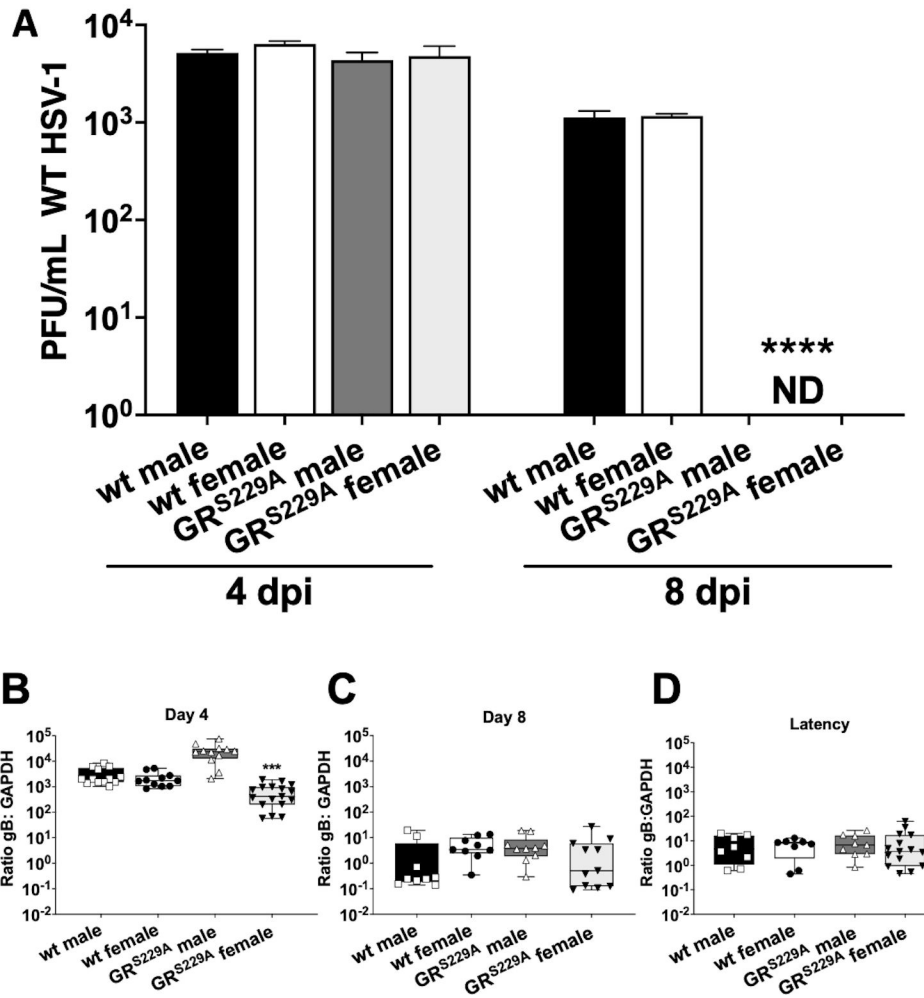 A
PFU/mL WT HSV-1
10⁴
10³
10²
10¹
10⁰
****
ND
wt male
wt female
GRS229A male
GRS229A female
wt male
wt female
GRS229A male
GRS229A female
4 dpi
8 dpi
B
Day 4
Ratio gB: GAPDH
10⁵
10⁴
10³
10²
10¹
10⁰
10⁻¹
10⁻²
***
wt male
wt female
GRS229A male
GRS229A female
C
Day 8
Ratio gB: GAPDH
10⁵
10⁴
10³
10²
10¹
10⁰
10⁻¹
10⁻²
wt male
wt female
GRS229A male
GRS229A female
D
Latency
Ratio gB:GAPDH
10⁵
10⁴
10³
10²
10¹
10⁰
10⁻¹
10⁻²
wt male
wt female
GRS229A male
GRS229A female